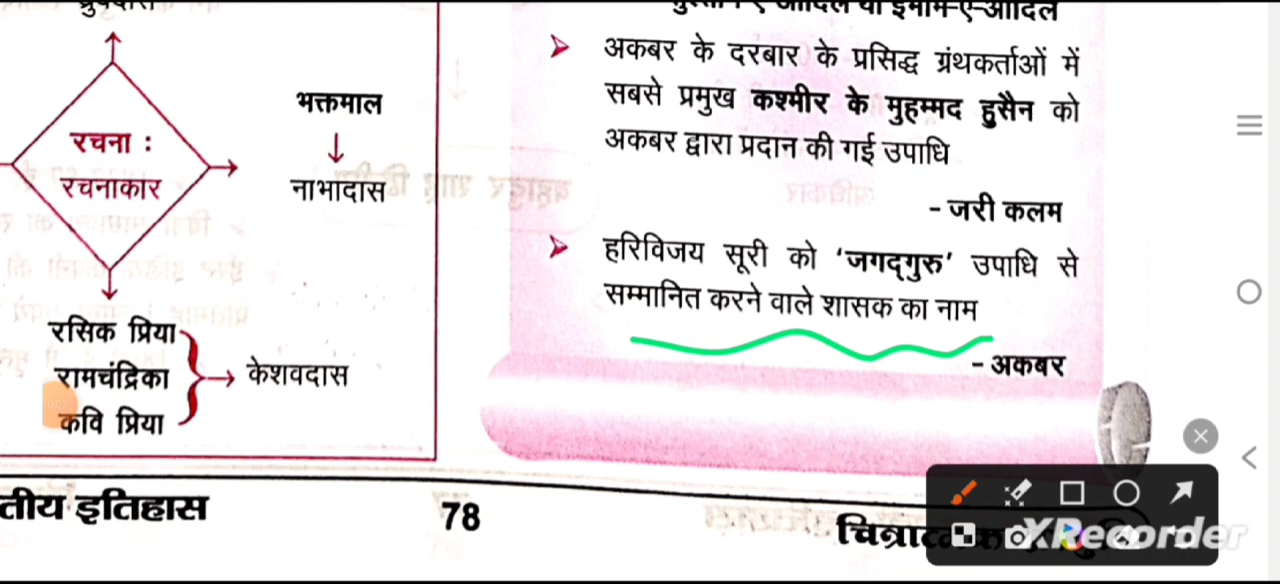 रचना :
रचनाकार
भक्तमाल
नाभादास
रसिक प्रिया
रामचंद्रिका
कवि प्रिया
केशवदास
अकबर के दरबार के प्रसिद्ध ग्रंथकर्ताओं में
सबसे प्रमुख कश्मीर के मुहम्मद हुसैन को
अकबर द्वारा प्रदान की गई उपाधि
- जरी कलम
हरिविजय सूरी को ‘जगद्गुरु’ उपाधि से
सम्मानित करने वाले शासक का नाम
- अकबर
तीय इतिहास
78
XRecorder